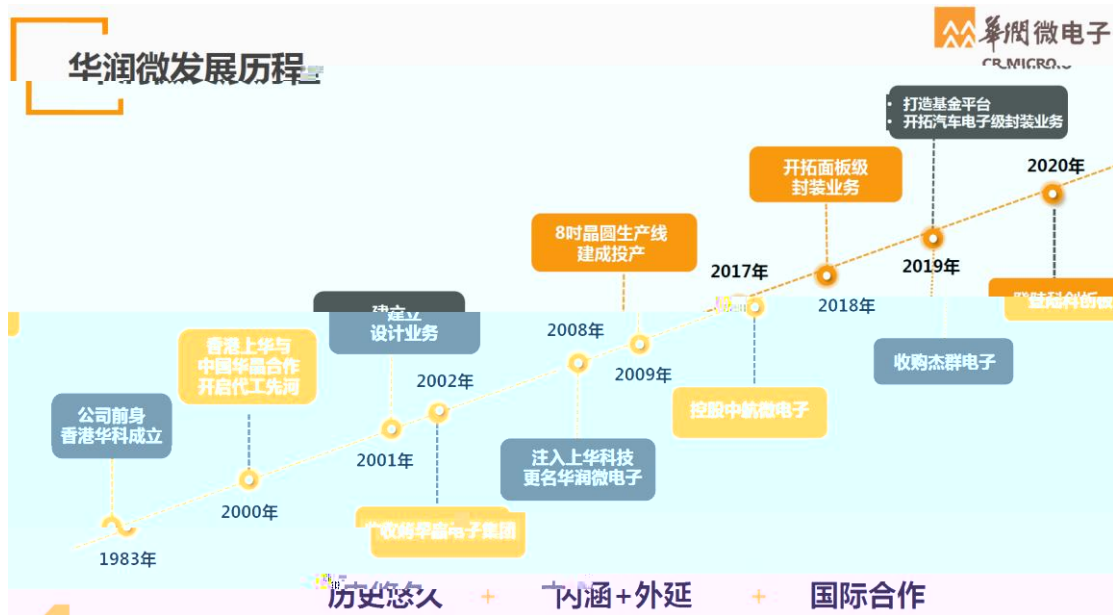 华润微发展历程
華潤微电子
打造基金平台
开拓汽车电子级封装业务
开拓面板级
封装业务
2020年
8吋晶圆生产线
建成投产
2017年
2019年
2018年
建立
设计业务
2008年
香港上华与
中国华晶合作
开启代工先河
2002年
2009年
收购杰群电子
控股中航微电子
公司前身
香港华科成立
2001年
注入上华科技
更名华润微电子
2000年
1983年
历史悠久 + 内涵+外延 + 国际合作